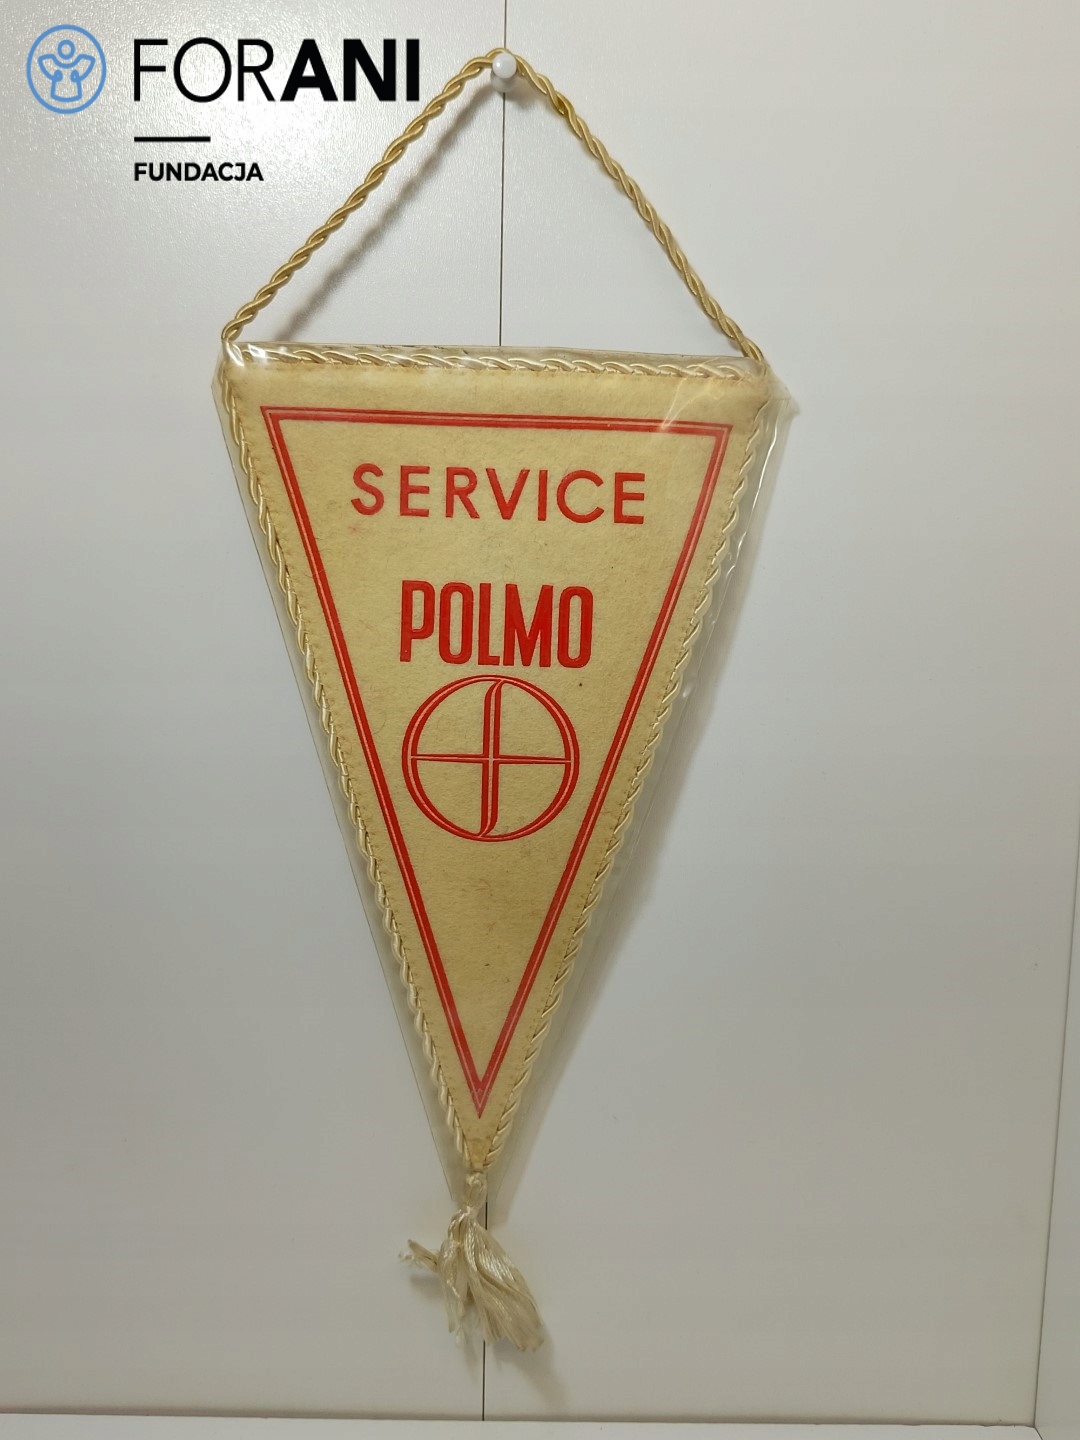 FORANI
FUNDACJA
SERVICE
POLMO